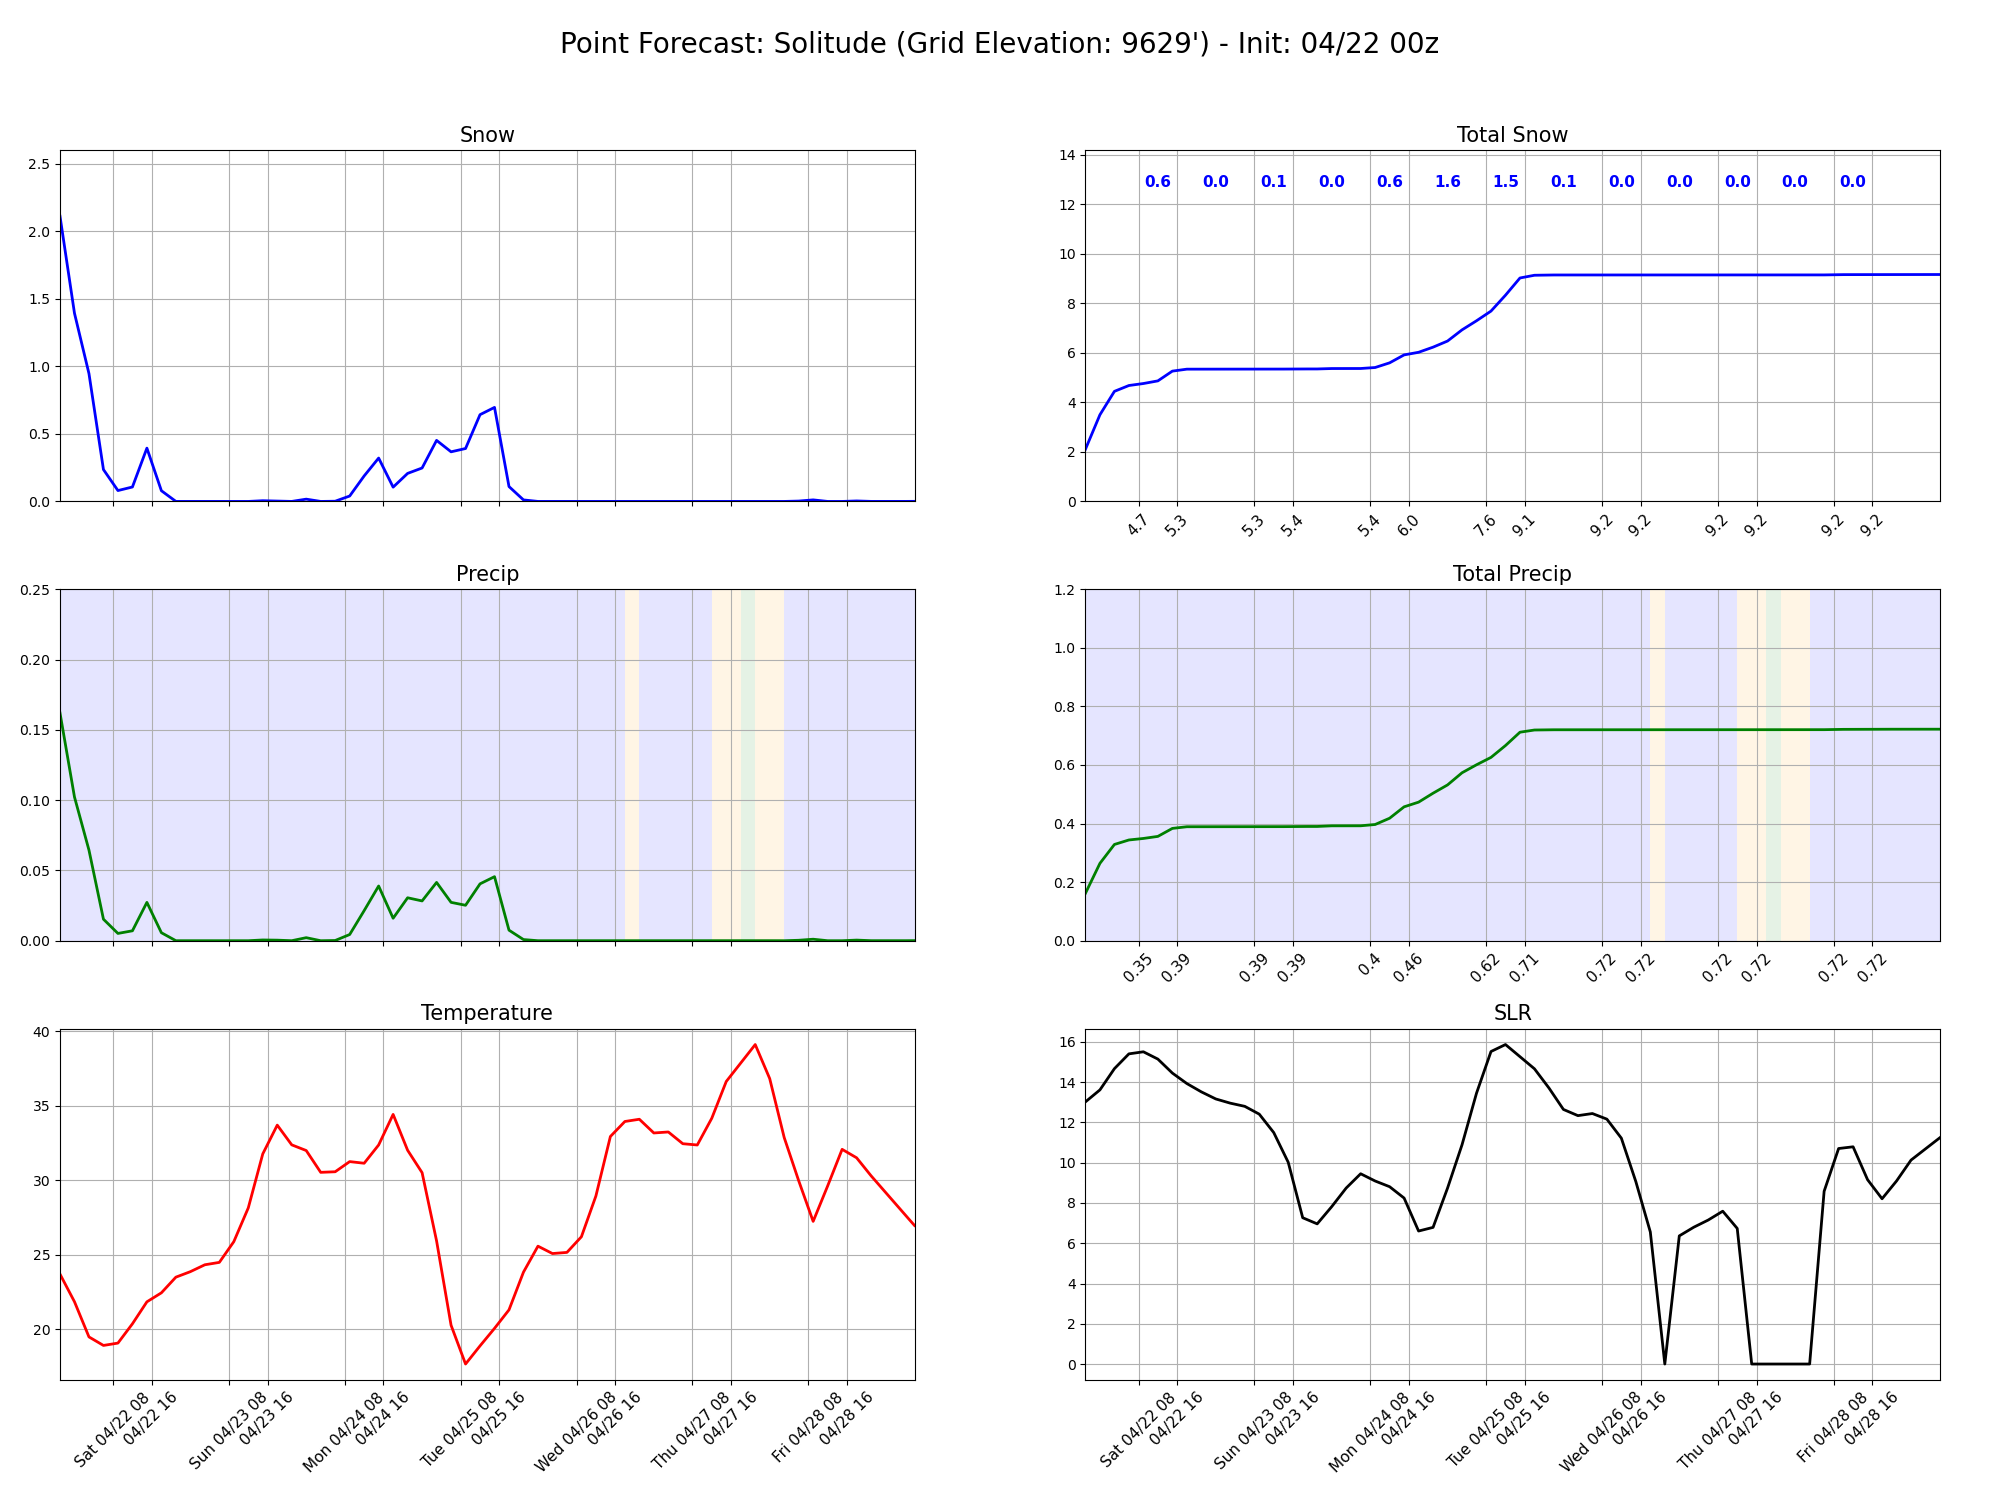 Point Forecast: Solitude (Grid Elevation: 9629') - Init: 04/22 00z
Snow
2.5
2.0
1.5
1.0
0.5
0.0
Total Snow
14
12
10
8
6
4
2
0
0.6 0.0 0.1 0.0 0.6 1.6 1.5 0.1 0.0 0.0 0.0 0.0 0.0
4.7 5.3 5.3 5.4 5.4 6.0 7.6 9.1 9.2 9.2 9.2 9.2 9.2 9.2
Precip
0.25
0.20
0.15
0.10
0.05
0.00
Total Precip
1.2
1.0
0.8
0.6
0.4
0.2
0.0
0.35 0.39 0.39 0.39 0.4 0.46 0.62 0.71 0.72 0.72 0.72 0.72 0.72 0.72
Temperature
40
35
30
25
20
Sat 04/22 08
04/22 16
Sun 04/23 08
04/23 16
Mon 04/24 08
04/24 16
Tue 04/25 08
04/25 16
Wed 04/26 08
04/26 16
Thu 04/27 08
04/27 16
Fri 04/28 08
04/28 16
SLR
16
14
12
10
8
6
4
2
0
Sat 04/22 08
04/22 16
Sun 04/23 08
04/23 16
Mon 04/24 08
04/24 16
Tue 04/25 08
04/25 16
Wed 04/26 08
04/26 16
Thu 04/27 08
04/27 16
Fri 04/28 08
04/28 16